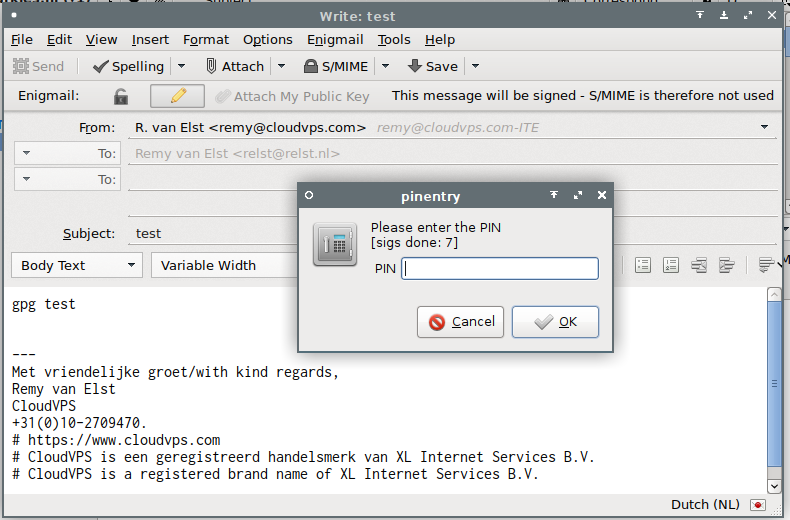 Write: test
File Edit View Insert Format Options Enigmail Tools Help
Send Spelling Attach S/MIME Save
Enigmail: Attach My Public Key This message will be signed - S/MIME is therefore not used
From: R. van Elst <remy@cloudvps.com> remy@cloudvps.com-ITE
To: Remy van Elst <relst@relst.nl>
To:
Subject: test
Body Text Variable Width
pinentry
Please enter the PIN
[sigs done: 7]
PIN
Cancel OK
gpg test
---
Met vriendelijke groet/with kind regards,
Remy van Elst
CloudVPS
+31(0)10-2709470.
# https://www.cloudvps.com
# CloudVPS is een geregistreerd handelsmerk van XL Internet Services B.V.
# CloudVPS is a registered brand name of XL Internet Services B.V.
Dutch (NL)